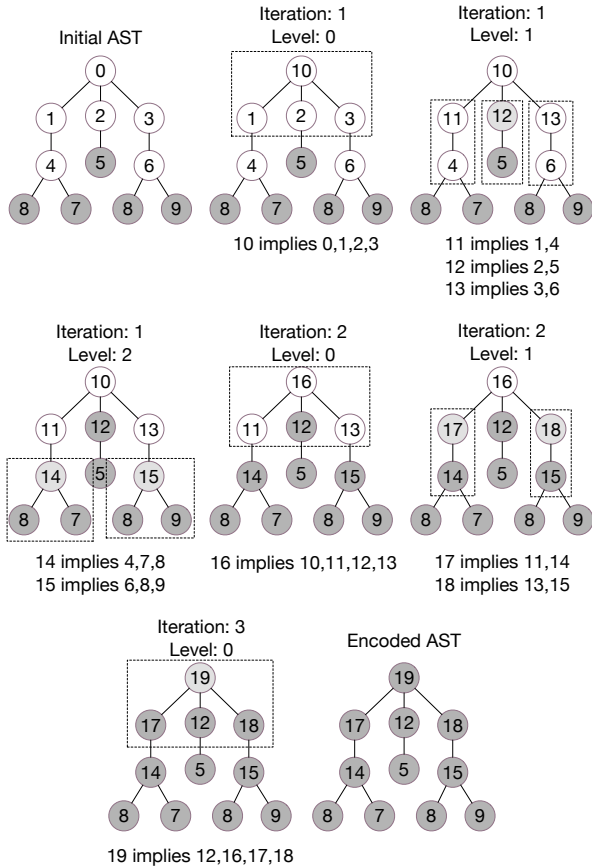 Initial AST
0
1 2 3
4 5 6
8 7 8 9
Iteration: 1
Level: 0
10
1 2 3
4 5 6
8 7 8 9
10 implies 0,1,2,3
Iteration: 1
Level: 1
10
11 12 13
4 5 6
8 7 8 9
11 implies 1,4
12 implies 2,5
13 implies 3,6
Iteration: 1
Level: 2
10
11 12 13
14 5 15
8 7 8 9
14 implies 4,7,8
15 implies 6,8,9
Iteration: 2
Level: 0
16
11 12 13
14 5 15
8 7 8 9
16 implies 10,11,12,13
Iteration: 2
Level: 1
16
17 12 18
14 5 15
8 7 8 9
17 implies 11,14
18 implies 13,15
Iteration: 3
Level: 0
19
17 12 18
14 5 15
8 7 8 9
19 implies 12,16,17,18
Encoded AST
19
17 12 18
14 5 15
8 7 8 9